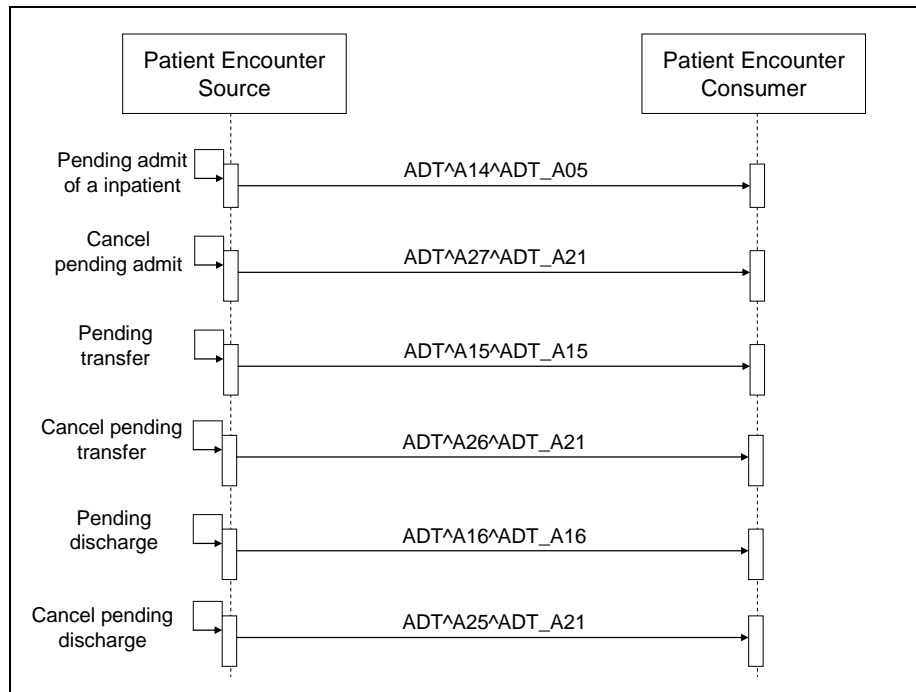 Patient Encounter
Source
Patient Encounter
Consumer
Pending admit
of a inpatient
ADT^A14^ADT_A05
Cancel
pending admit
ADT^A27^ADT_A21
Pending
transfer
ADT^A15^ADT_A15
Cancel pending
transfer
ADT^A26^ADT_A21
Pending
discharge
ADT^A16^ADT_A16
Cancel pending
discharge
ADT^A25^ADT_A21